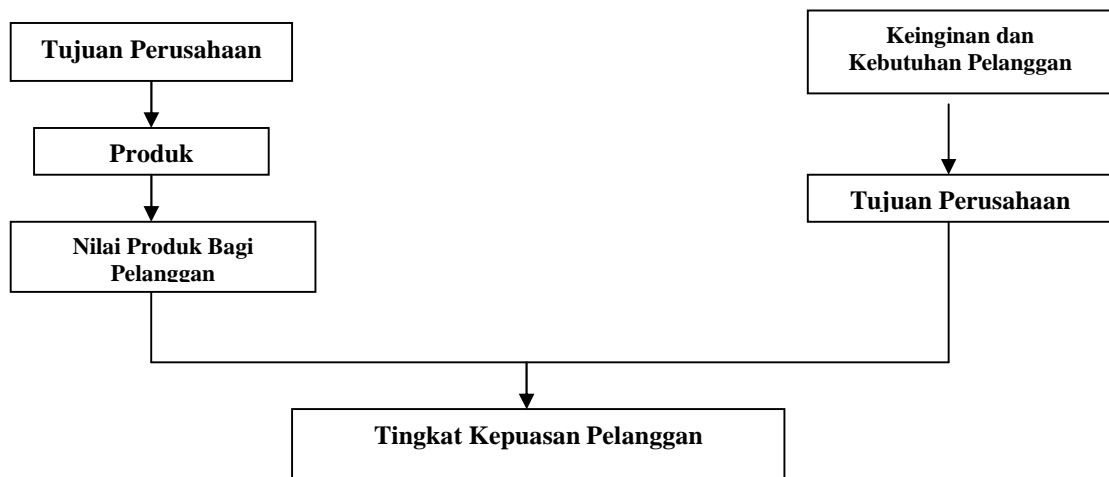 Tujuan Perusahaan
Keinginan dan
Kebutuhan Pelanggan
Produk
Tujuan Perusahaan
Nilai Produk Bagi
Pelanggan
Tingkat Kepuasan Pelanggan